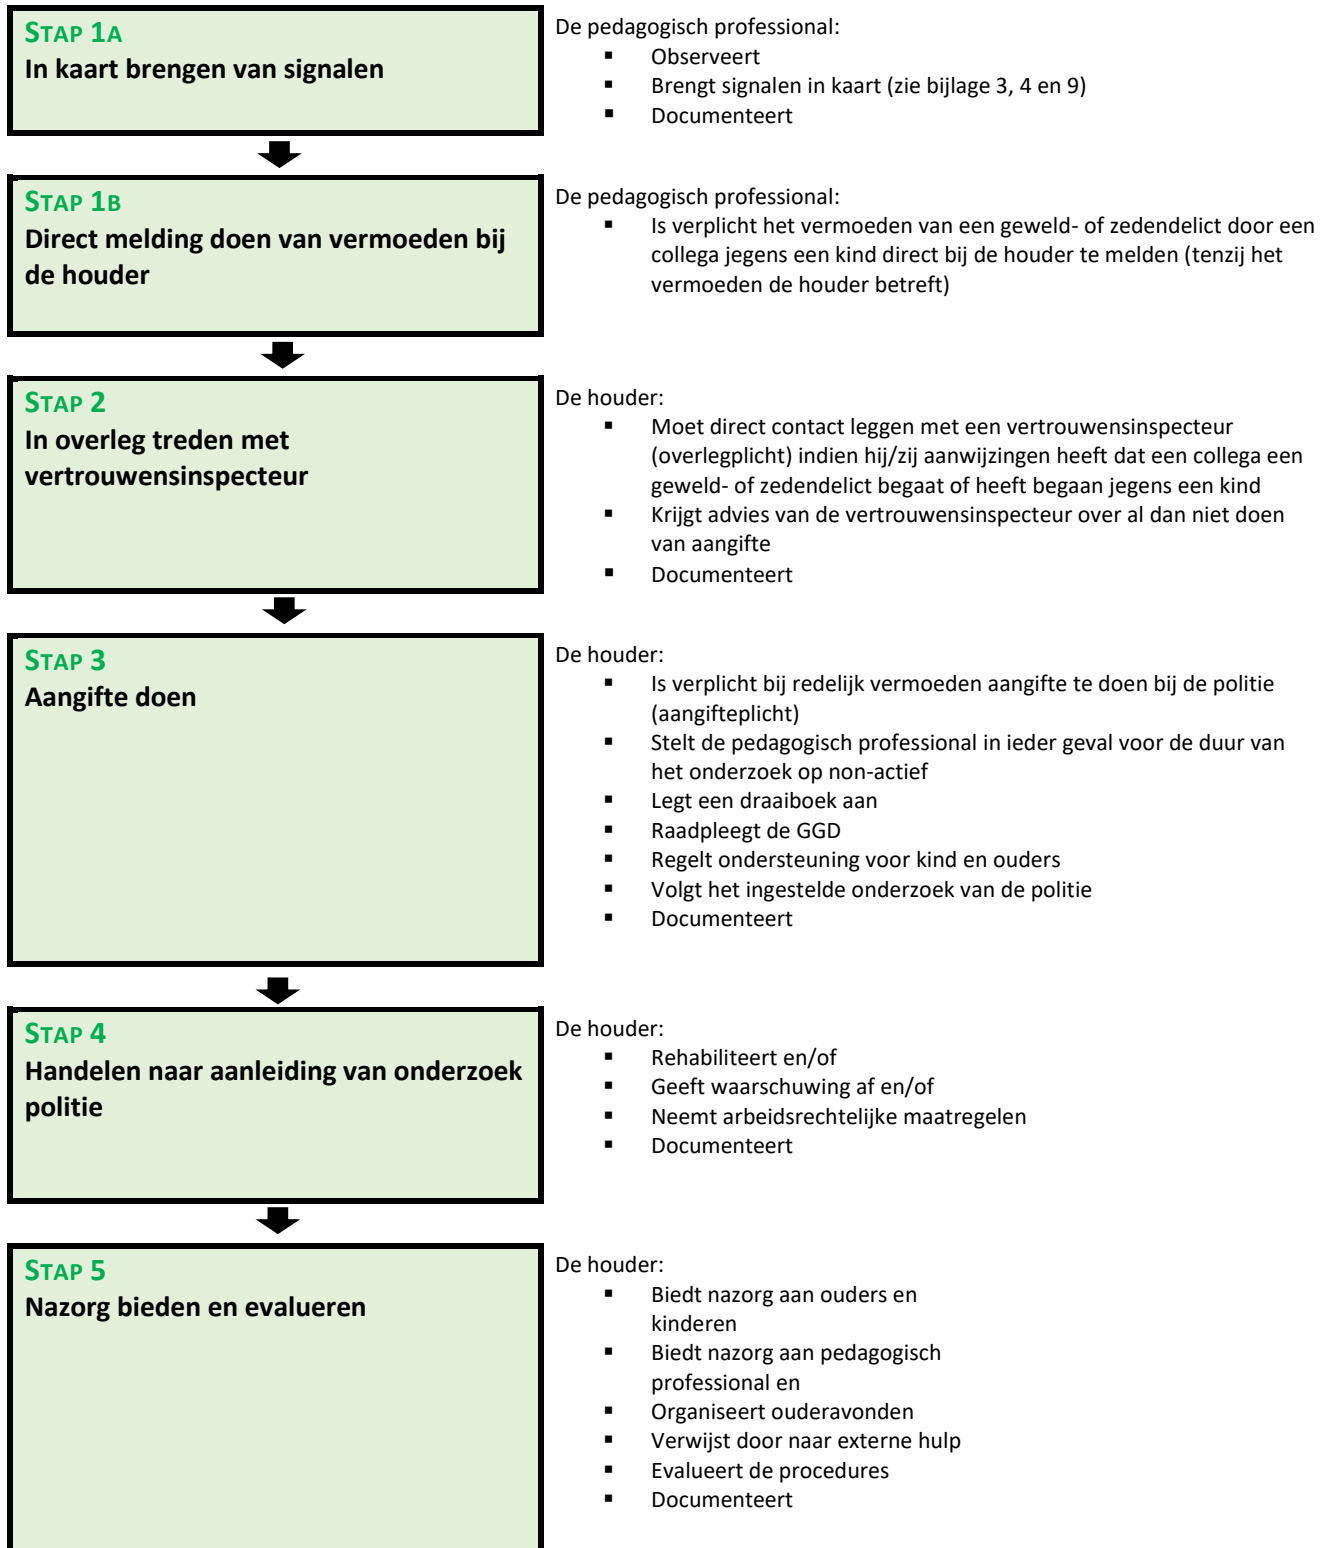 STAP 1A
In kaart brengen van signalen
De pedagogisch professional:
▪ Observeert
▪ Brengt signalen in kaart (zie bijlage 3, 4 en 9)
▪ Documenteert
STAP 1B
Direct melding doen van vermoeden bij
de houder
De pedagogisch professional:
▪ Is verplicht het vermoeden van een geweld- of zedendelict door een
collega jegens een kind direct bij de houder te melden (tenzij het
vermoeden de houder betreft)
STAP 2
In overleg treden met
vertrouwensinspecteur
De houder:
▪ Moet direct contact leggen met een vertrouwensinspecteur
(overlegplicht) indien hij/zij aanwijzingen heeft dat een collega een
geweld- of zedendelict begaat of heeft begaan jegens een kind
▪ Krijgt advies van de vertrouwensinspecteur over al dan niet doen
van aangifte
▪ Documenteert
STAP 3
Aangifte doen
De houder:
▪ Is verplicht bij redelijk vermoeden aangifte te doen bij de politie
(aangifteplicht)
▪ Stelt de pedagogisch professional in ieder geval voor de duur van
het onderzoek op non-actief
▪ Legt een draaiboek aan
▪ Raadpleegt de GGD
▪ Regelt ondersteuning voor kind en ouders
▪ Volgt het ingestelde onderzoek van de politie
▪ Documenteert
STAP 4
Handelen naar aanleiding van onderzoek
politie
De houder:
▪ Rehabiliteert en/of
▪ Geeft waarschuwing af en/of
▪ Neemt arbeidsrechtelijke maatregelen
▪ Documenteert
STAP 5
Nazorg bieden en evalueren
De houder:
▪ Biedt nazorg aan ouders en
kinderen
▪ Biedt nazorg aan pedagogisch
professional en
▪ Organiseert ouderavonden
▪ Verwijst door naar externe hulp
▪ Evalueert de procedures
▪ Documenteert